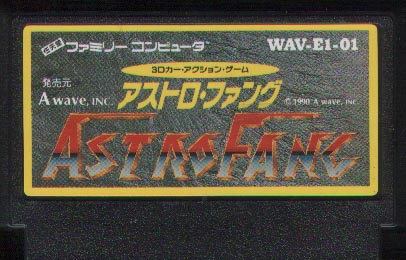 任天堂 ファミリー コンピュータ WAV-E1-01
3Dカー・アクション・ゲーム
発売元
A wave, INC.
アストロ・ファング
© 1990 A wave, INC.
ASTRO FANG